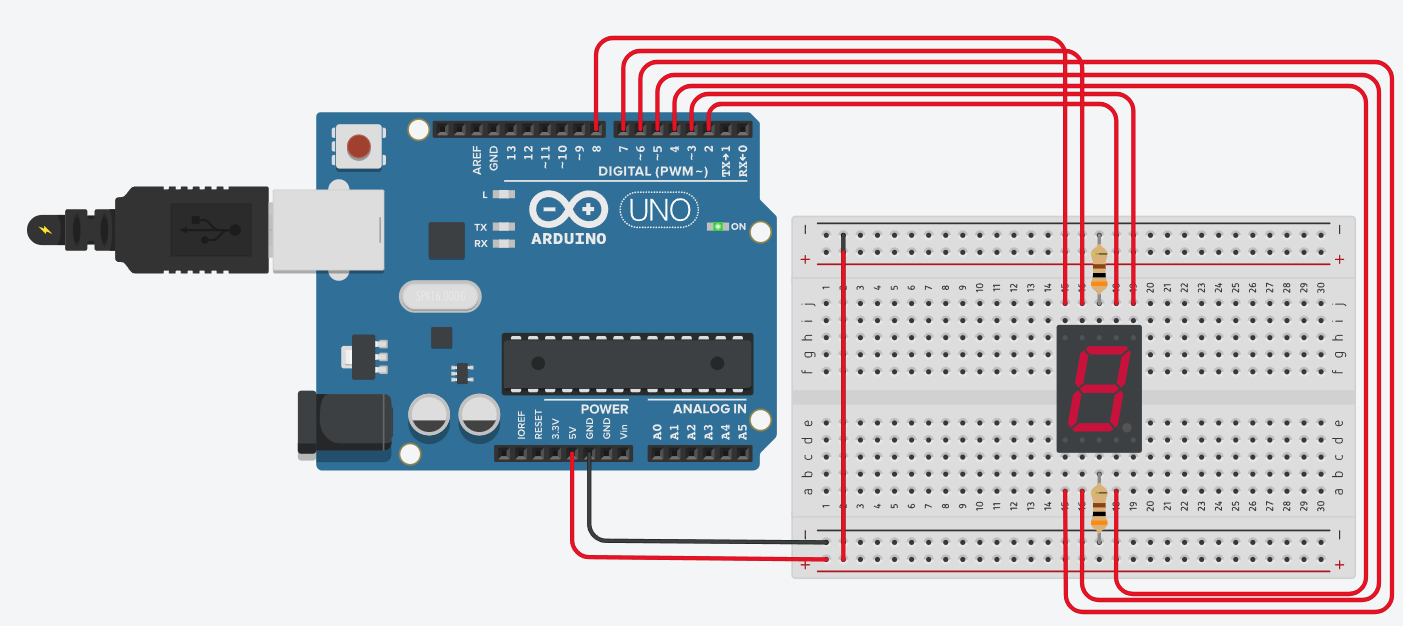 AREF
GND
13
12
~11
~10
~9
8
7
~6
~5
4
~3
2
TX→1
RX←0
DIGITAL (PWM~)
L
TX
RX
UNO
ON
ARDUINO
SPK16.000G
POWER
ANALOG IN
IOREF
RESET
3.3V
5V
GND
GND
Vin
A0
A1
A2
A3
A4
A5
− −
+ +
1 2 3 4 5 6 7 8 9 10 11 12 13 14 15 16 18 19 20 21 22 23 24 25 26 27 28 29 30
j j
i i
h h
g g
f f
e e
d d
c c
b b
a a
1 2 3 4 5 6 7 8 9 10 11 12 13 14 15 16 18 19 20 21 22 23 24 25 26 27 28 29 30
− −
+ +